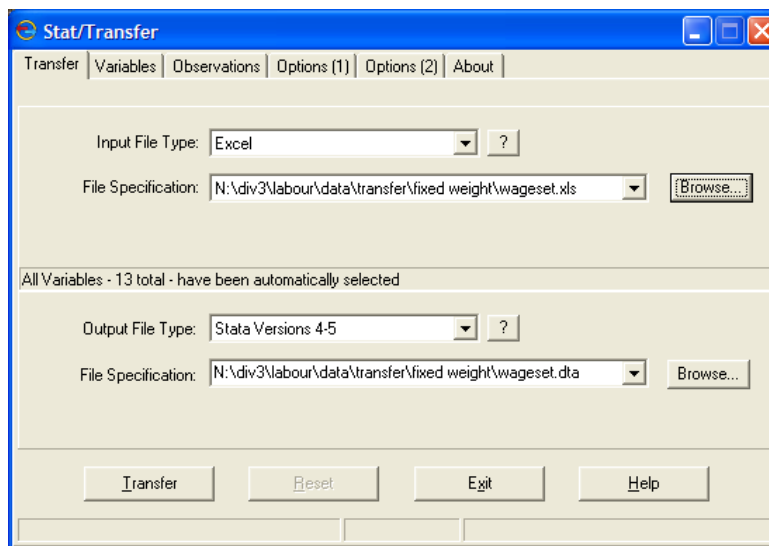 Stat/Transfer
Transfer Variables Observations Options (1) Options (2) About
Input File Type: Excel ?
File Specification: N:\div3\labour\data\transfer\fixed weight\wageset.xls Browse...
All Variables - 13 total - have been automatically selected
Output File Type: Stata Versions 4-5 ?
File Specification: N:\div3\labour\data\transfer\fixed weight\wageset.dta Browse...
Transfer Reset Exit Help